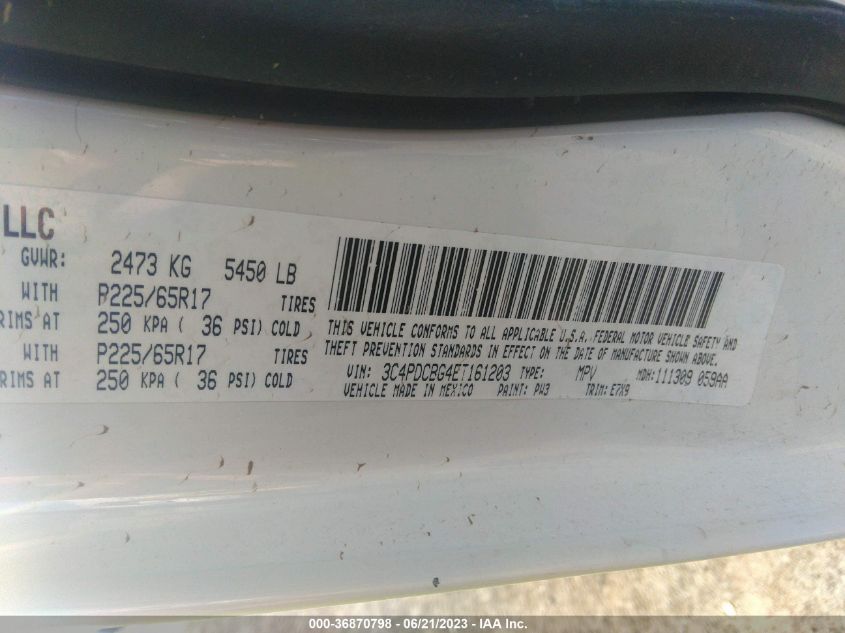 LLC
GVWR: 2473 KG 5450 LB
WITH P225/65R17 TIRES
RIMS AT 250 KPA ( 36 PSI) COLD
WITH P225/65R17 TIRES
RIMS AT 250 KPA ( 36 PSI) COLD
THIS VEHICLE CONFORMS TO ALL APPLICABLE U.S.A. FEDERAL MOTOR VEHICLE SAFETY AND
THEFT PREVENTION STANDARDS IN EFFECT ON THE DATE OF MANUFACTURE SHOWN ABOVE.
VIN: 3C4PDCBG4ET161203 TYPE: MPV MDH: 111309 059AA
VEHICLE MADE IN MEXICO PAINT: PW3 TRIM: E7X9
000-36870798 - 06/21/2023 - IAA Inc.